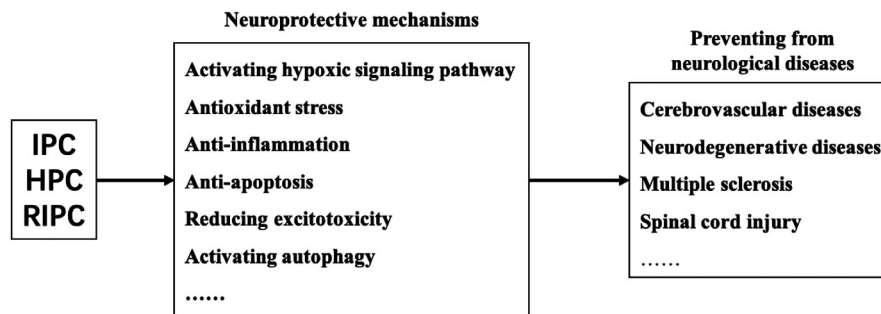 IPC
HPC
RIPC
Neuroprotective mechanisms
Activating hypoxic signaling pathway
Antioxidant stress
Anti-inflammation
Anti-apoptosis
Reducing excitotoxicity
Activating autophagy
......
Preventing from
neurological diseases
Cerebrovascular diseases
Neurodegenerative diseases
Multiple sclerosis
Spinal cord injury
......